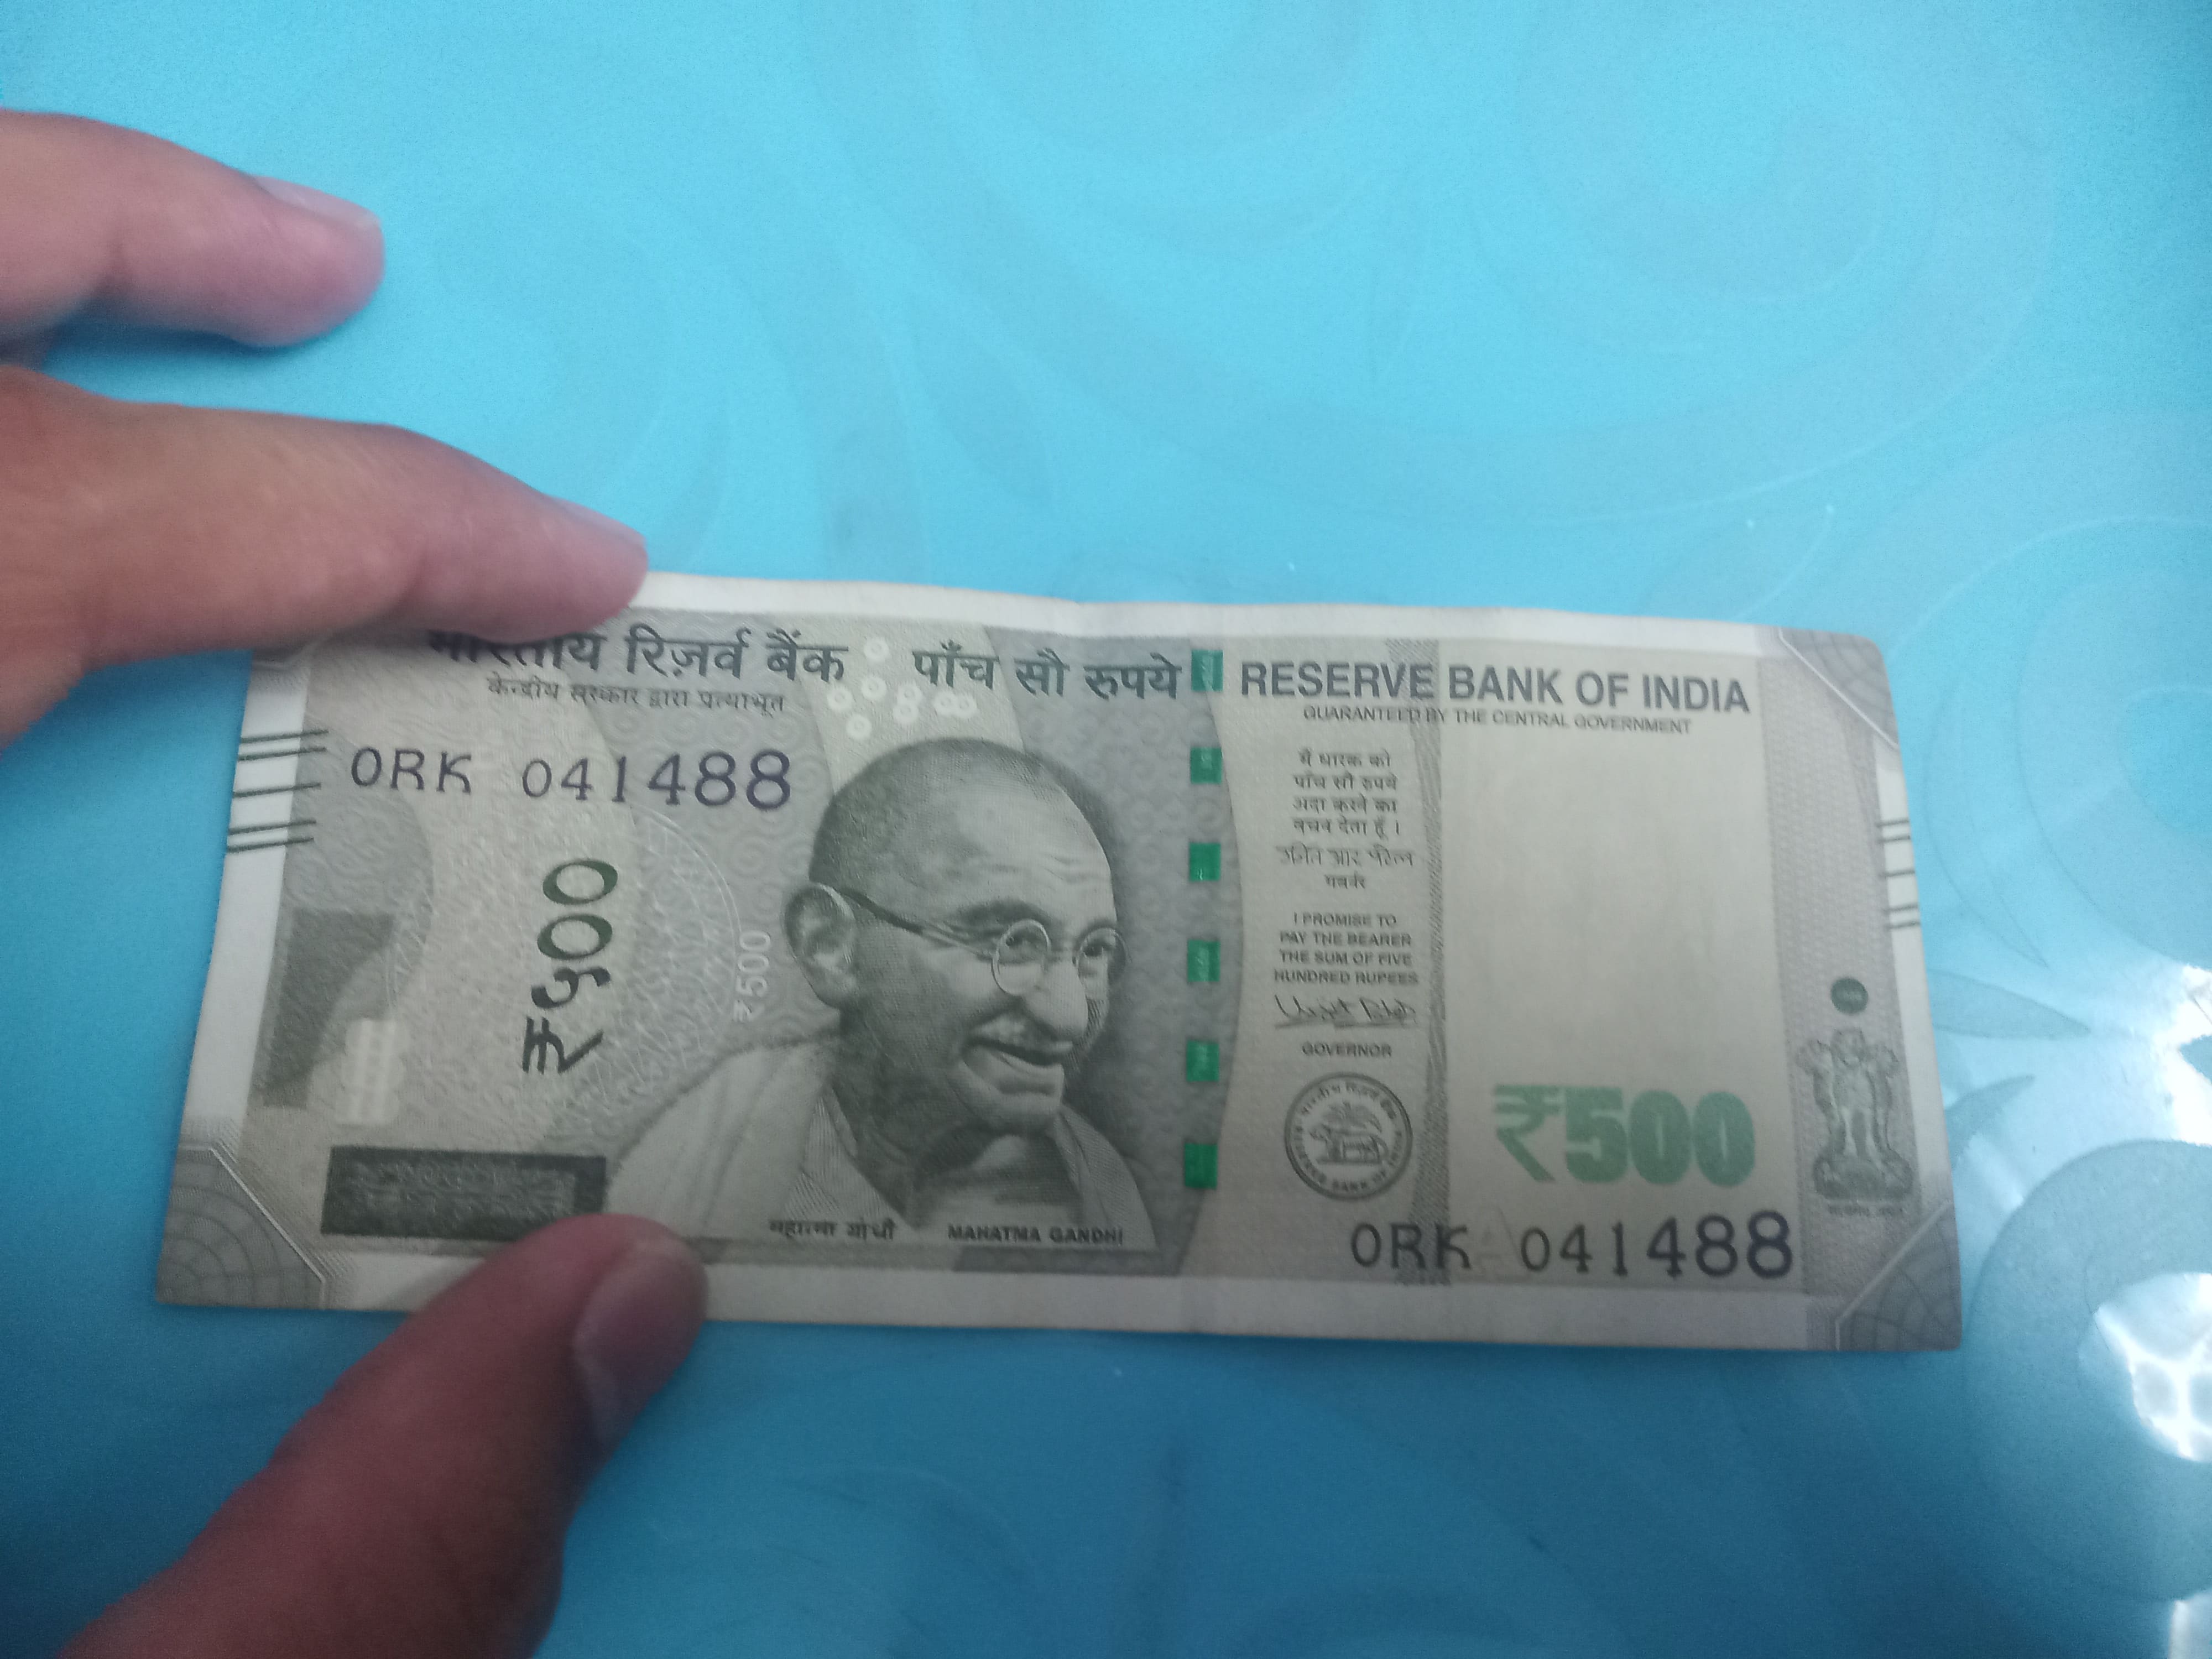 रिज़र्व बैंक
केन्द्रीय सरकार द्वारा प्रत्याभूत
पाँच सौ रुपये
RESERVE BANK OF INDIA
GUARANTEED BY THE CENTRAL GOVERNMENT
0RK 041488
₹५००
₹500
मैं धारक को
पाँच सौ रुपये
अदा करने का
वचन देता हूँ ।
गवर्नर
I PROMISE TO
PAY THE BEARER
THE SUM OF FIVE
HUNDRED RUPEES
GOVERNOR
₹500
महात्मा गांधी
MAHATMA GANDHI
0RK 041488